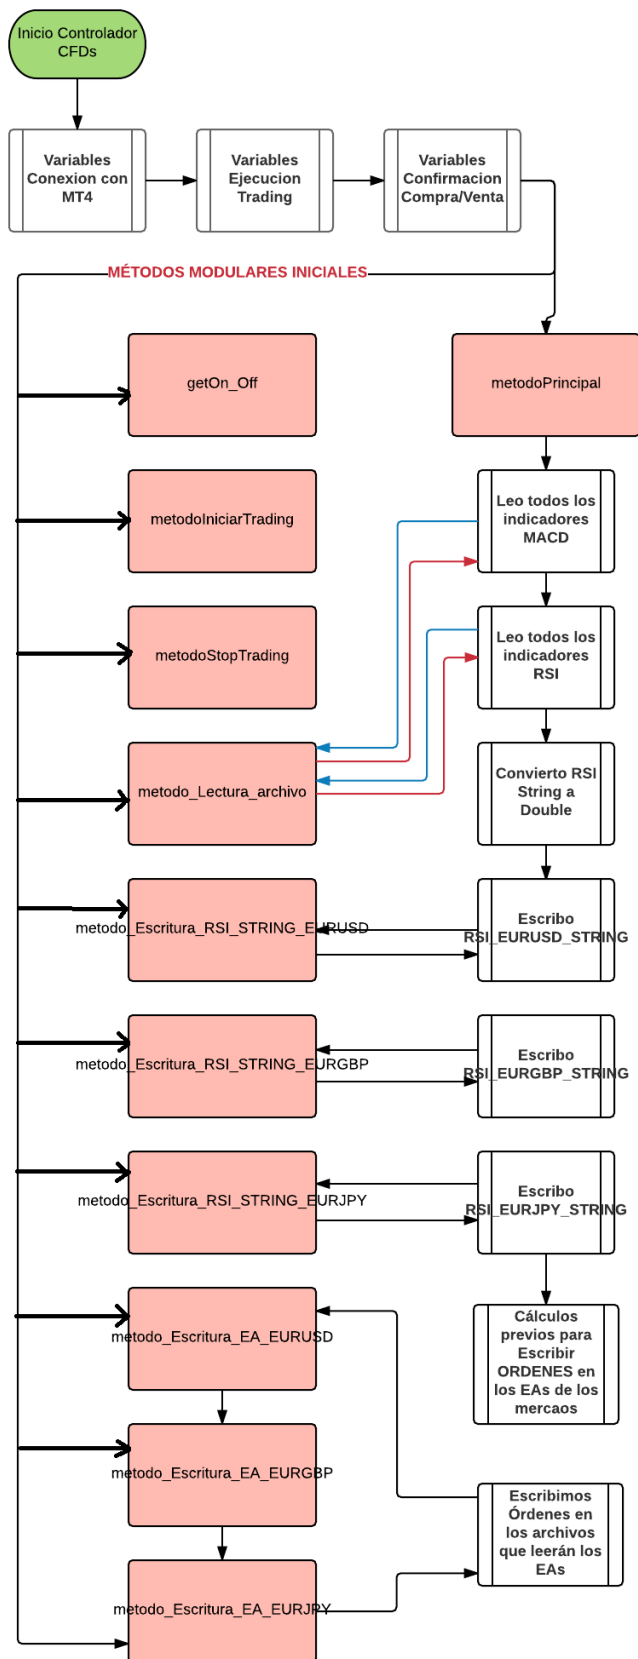 Inicio Controlador
CFDs
Variables
Conexion con
MT4
Variables
Ejecucion
Trading
Variables
Confirmacion
Compra/Venta
MÉTODOS MODULARES INICIALES
getOn_Off
metodoPrincipal
metodoIniciarTrading
Leo todos los
indicadores
MACD
metodoStopTrading
Leo todos los
indicadores
RSI
metodo_Lectura_archivo
Convierto RSI
String a
Double
metodo_Escritura_RSI_STRING_EURUSD
Escribo
RSI_EURUSD_STRING
metodo_Escritura_RSI_STRING_EURGBP
Escribo
RSI_EURGBP_STRING
metodo_Escritura_RSI_STRING_EURJPY
Escribo
RSI_EURJPY_STRING
metodo_Escritura_EA_EURUSD
Cálculos
previos para
Escribir
ORDENES en
los EAs de los
mercaos
metodo_Escritura_EA_EURGBP
Escribimos
Órdenes en
los archivos
que leerán los
EAs
metodo_Escritura_EA_EURJPY